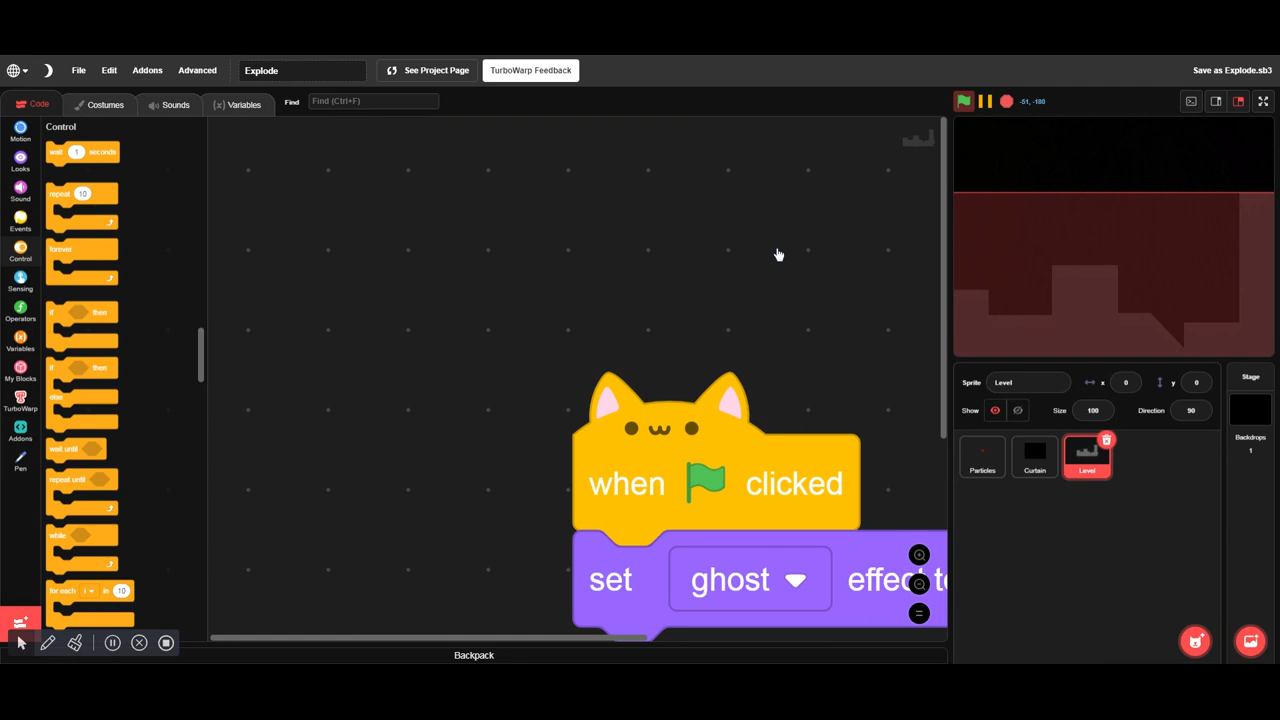 File Edit Addons Advanced Explode See Project Page TurboWarp Feedback Save as Explode.sb3
Code Costumes Sounds (x) Variables Find Find (Ctrl+F) -51, -180
Motion
Looks
Sound
Events
Control
Sensing
Operators
Variables
My Blocks
TurboWarp
Addons
Pen
Control
wait 1 seconds
repeat 10
forever
if then
if then
else
wait until
repeat until
while
for each i in 10
when clicked
set ghost effect to
Backpack
Sprite Level x 0 y 0
Show Size 100 Direction 90
Particles Curtain Level
Stage
Backdrops
1